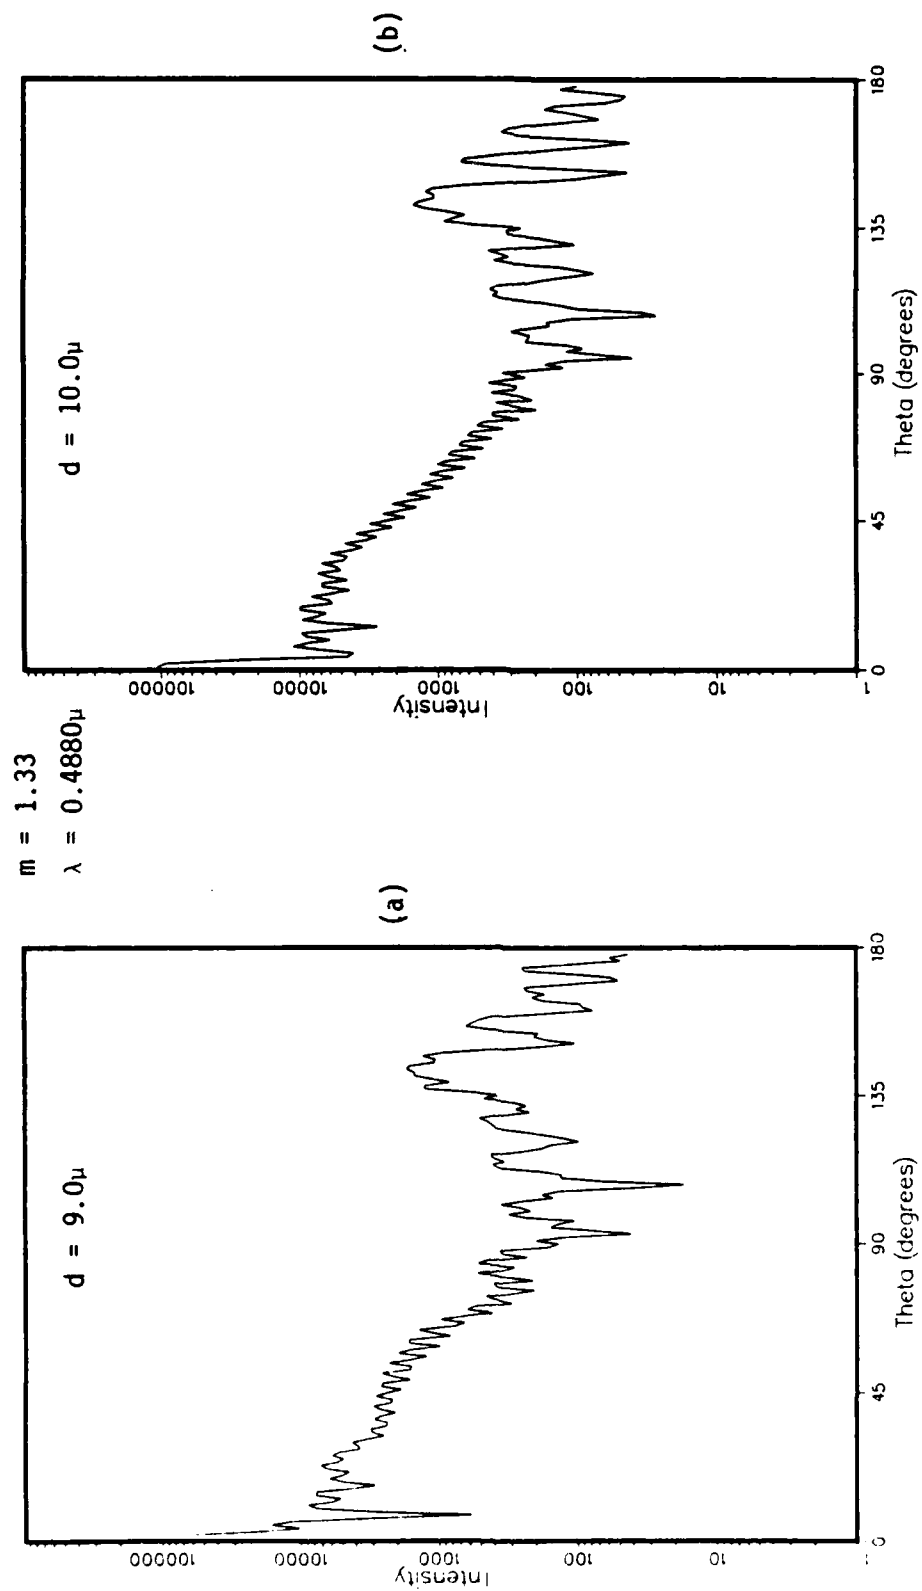 m = 1.33
λ = 0.4880μ
d = 9.0μ
Intensity
100000
10000
1000
100
10
0
45
90
135
180
Theta (degrees)
(a)
d = 10.0μ
Intensity
100000
10000
1000
100
10
1
0
45
90
135
180
Theta (degrees)
(b)